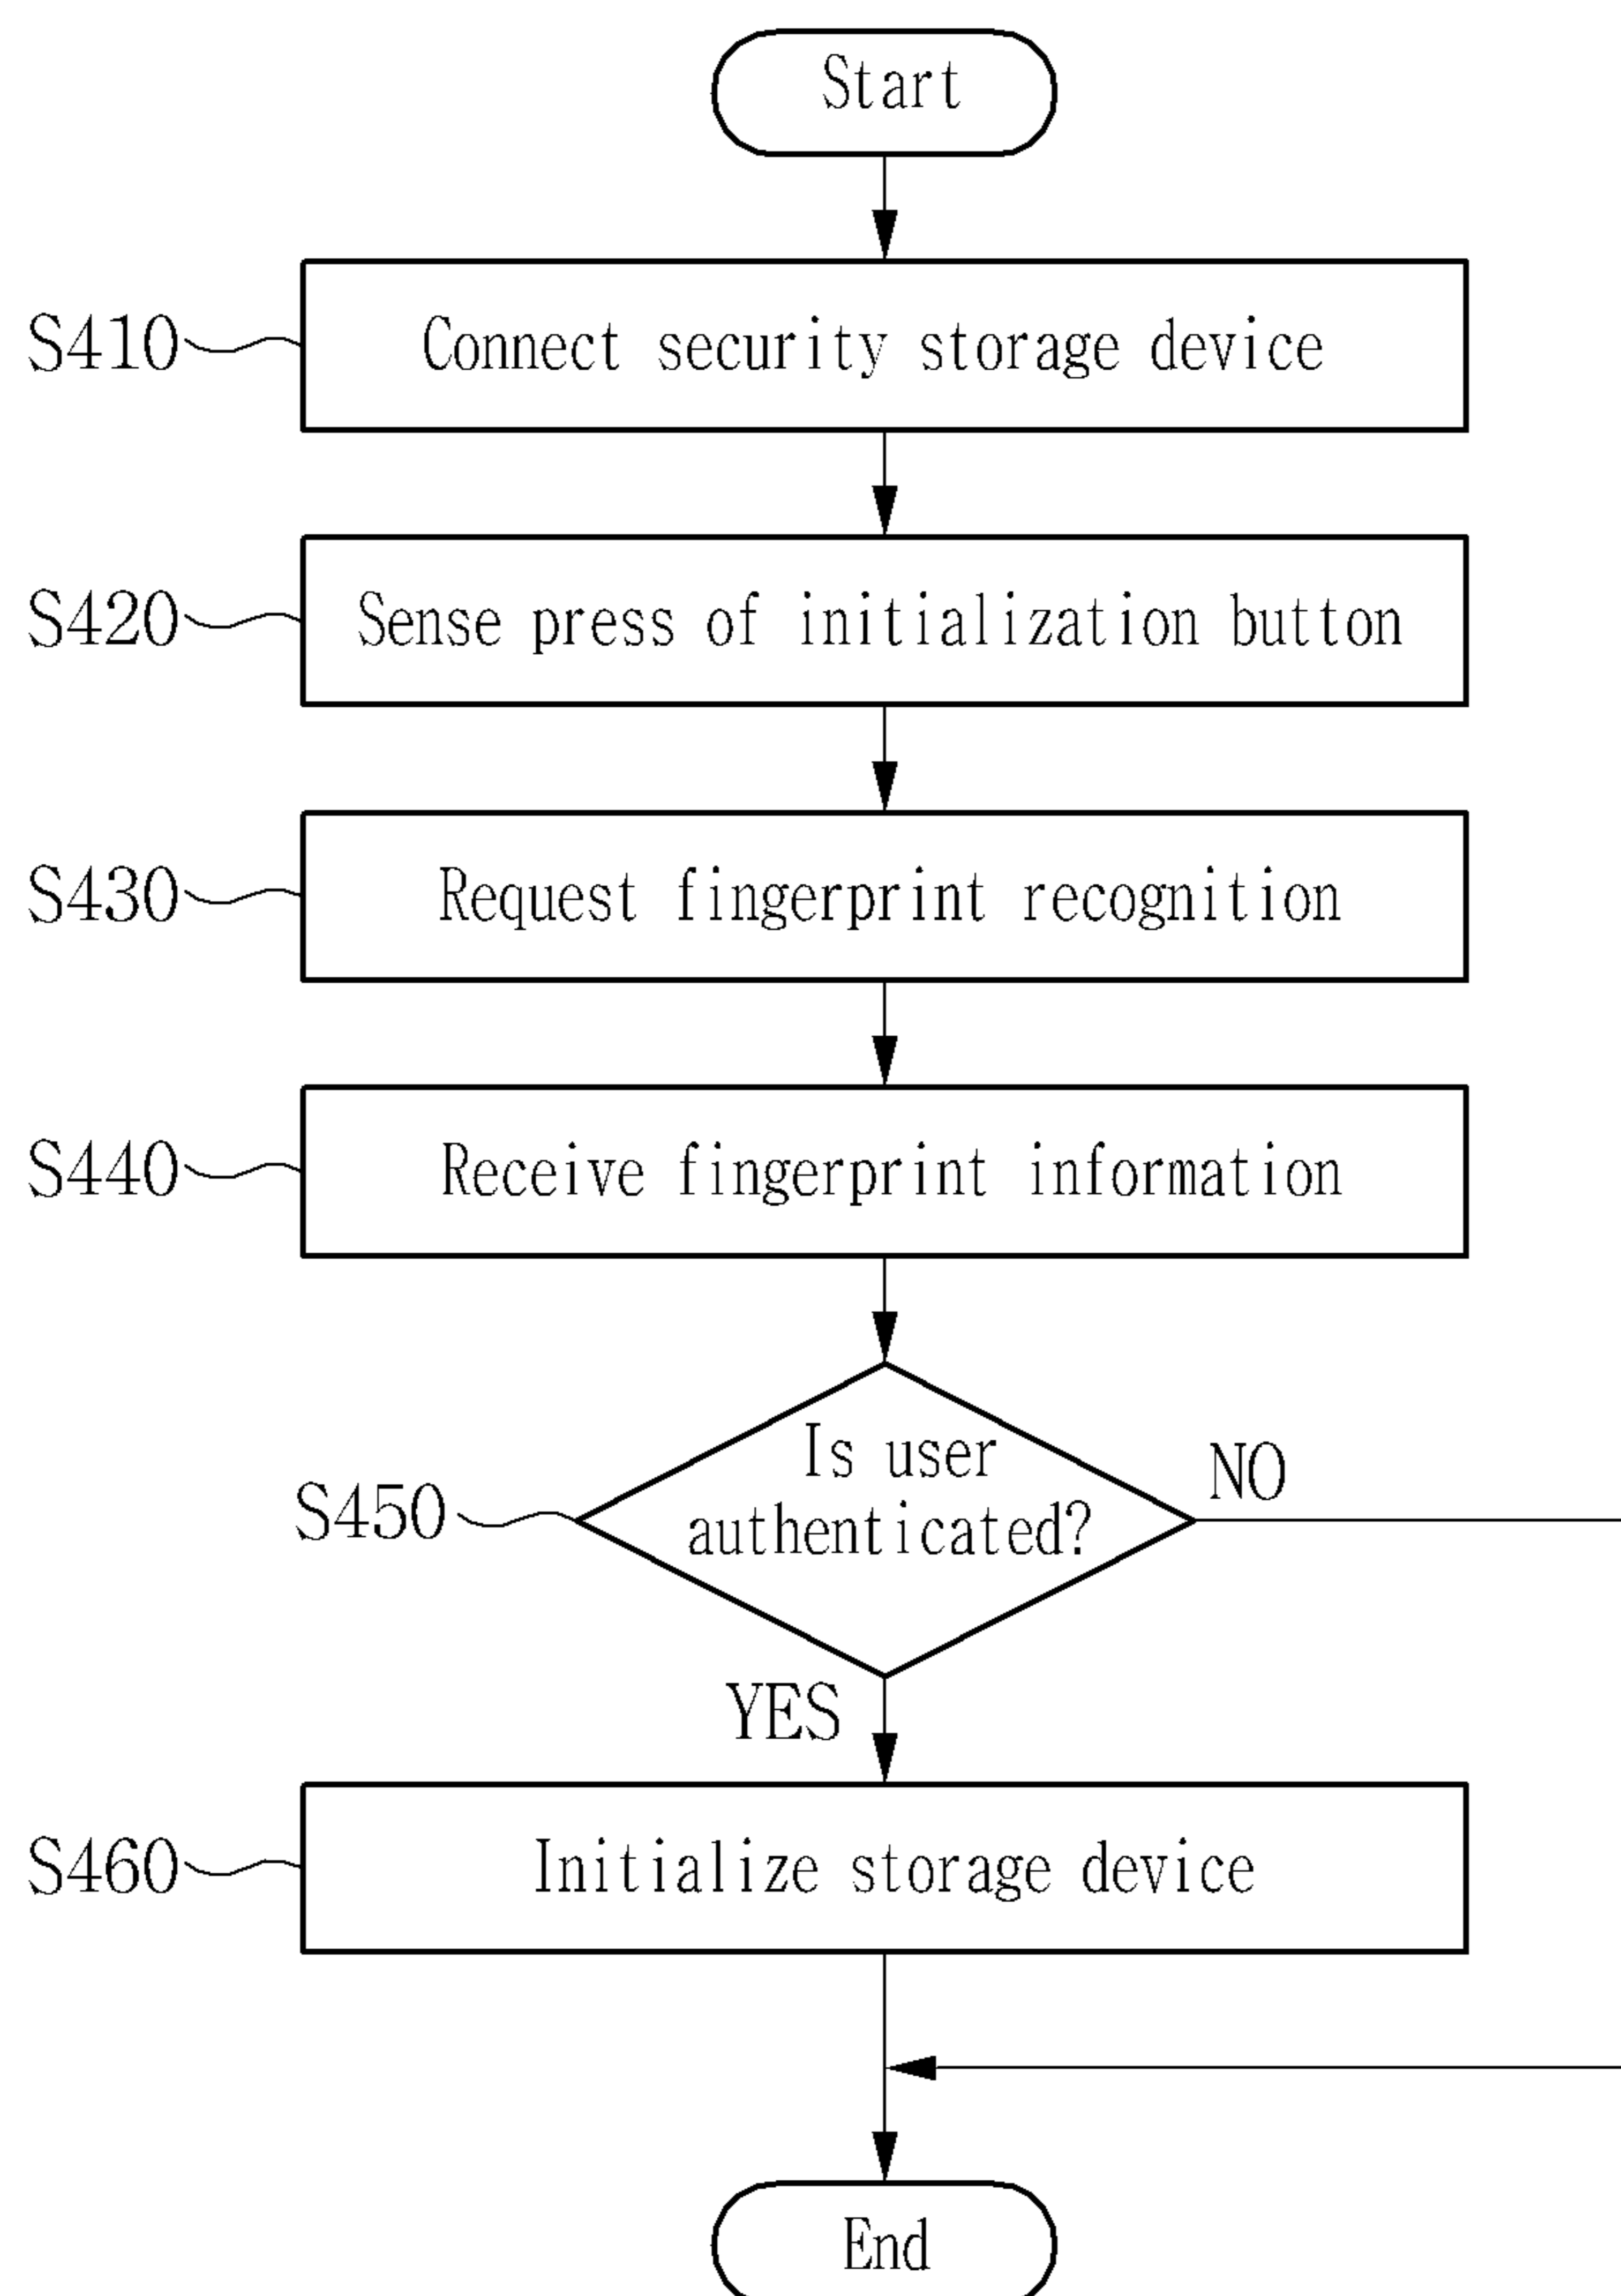 Start
S410
Connect security storage device
S420
Sense press of initialization button
S430
Request fingerprint recognition
S440
Receive fingerprint information
S450
Is user
authenticated?
NO
YES
S460
Initialize storage device
End